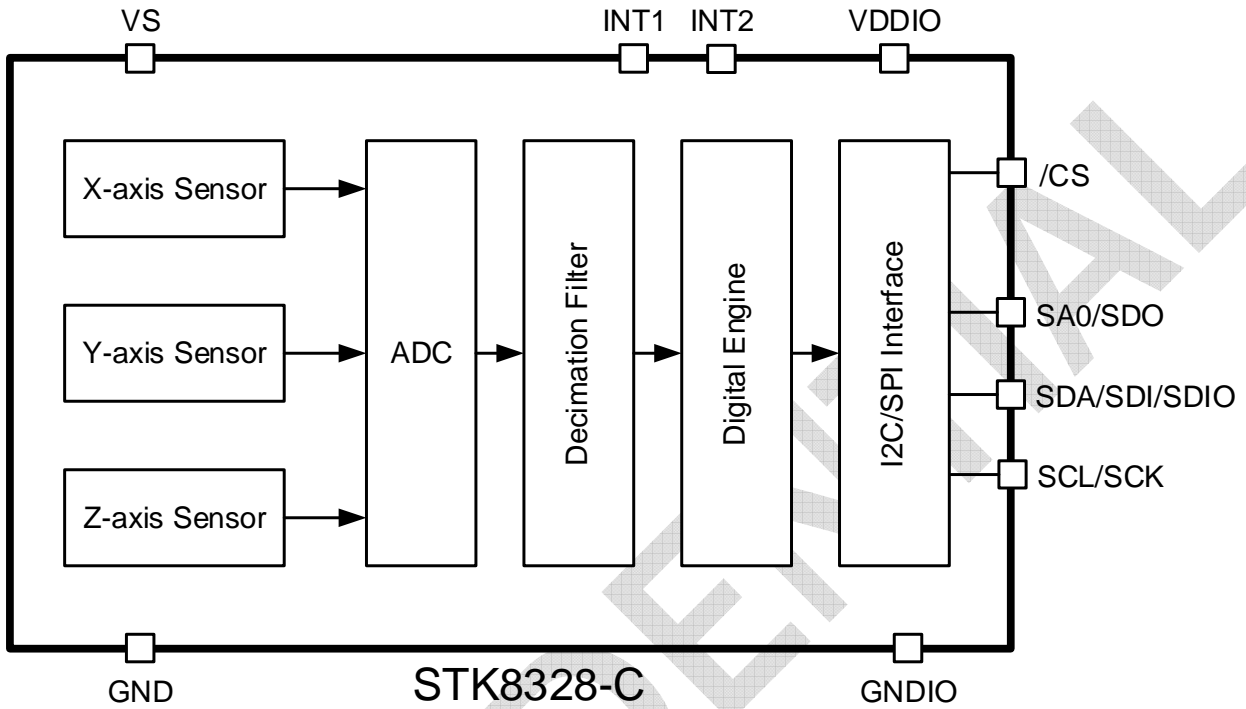 VS
INT1
INT2
VDDIO
X-axis Sensor
Y-axis Sensor
Z-axis Sensor
ADC
Decimation Filter
Digital Engine
I2C/SPI Interface
/CS
SA0/SDO
SDA/SDI/SDIO
SCL/SCK
GND
STK8328-C
GNDIO